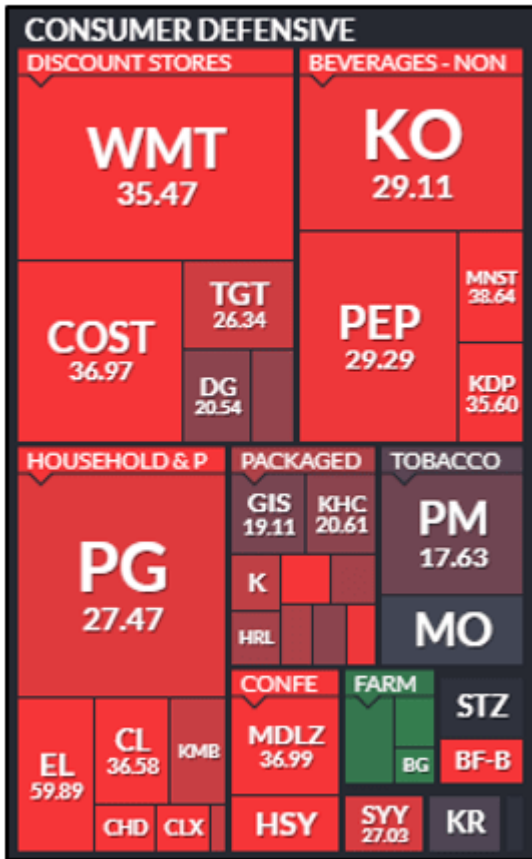 CONSUMER DEFENSIVE
DISCOUNT STORES
WMT
35.47
COST
36.97
TGT
26.34
DG
20.54
BEVERAGES - NON
KO
29.11
PEP
29.29
MNST
38.64
KDP
35.60
HOUSEHOLD & P
PG
27.47
EL
59.89
CL
36.58
KMB
CHD
CLX
PACKAGED
GIS
19.11
KHC
20.61
K
HRL
TOBACCO
PM
17.63
MO
CONFE
MDLZ
36.99
HSY
FARM
BG
STZ
BF-B
SYY
27.03
KR